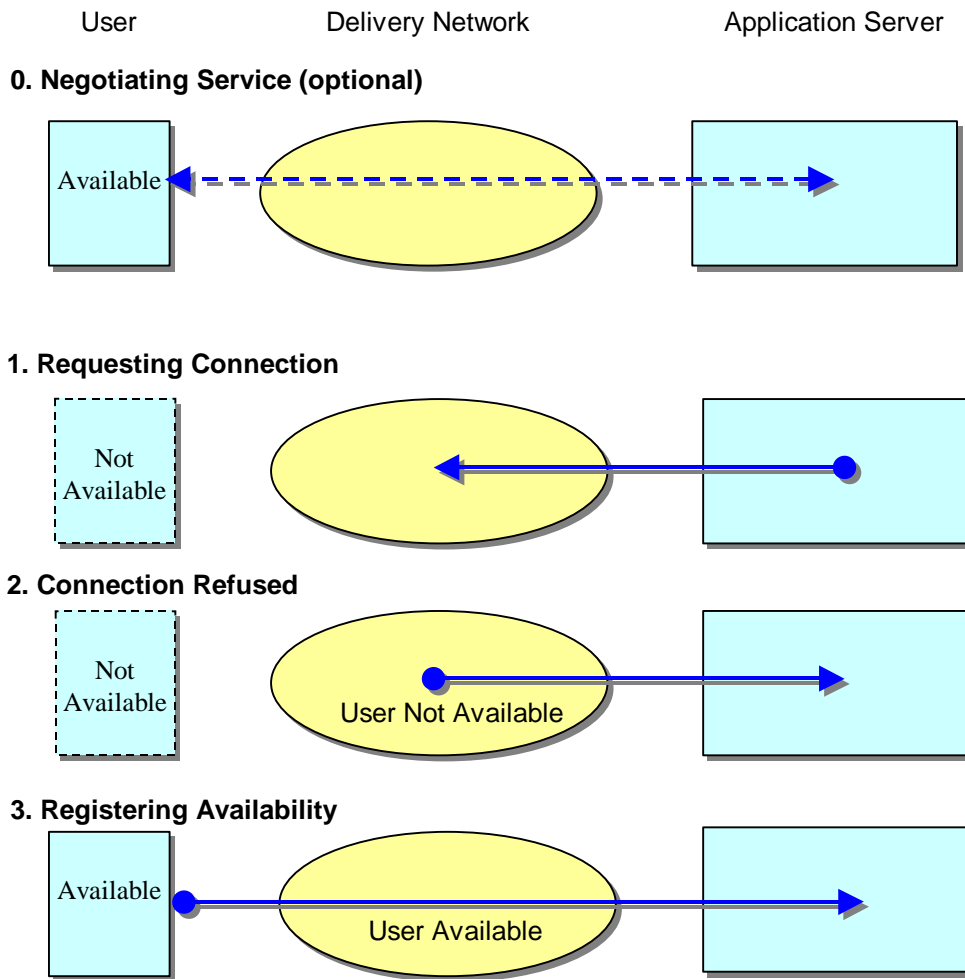 User Delivery Network Application Server
0. Negotiating Service (optional)
Available
1. Requesting Connection
Not
Available
2. Connection Refused
Not
Available
User Not Available
3. Registering Availability
Available
User Available